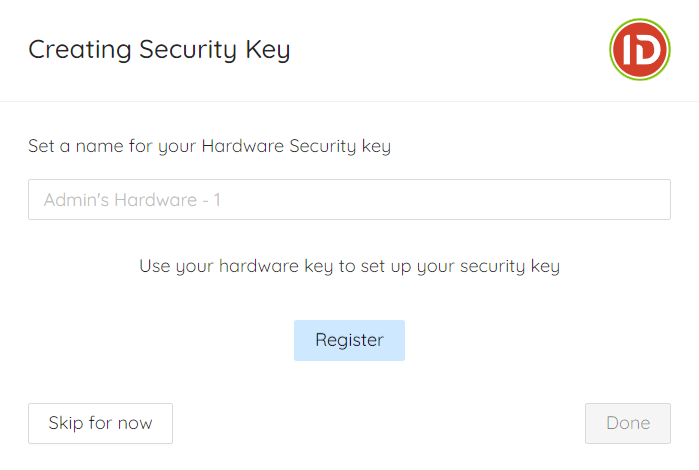 Creating Security Key
ID
Set a name for your Hardware Security key
Admin's Hardware - 1
Use your hardware key to set up your security key
Register
Skip for now
Done